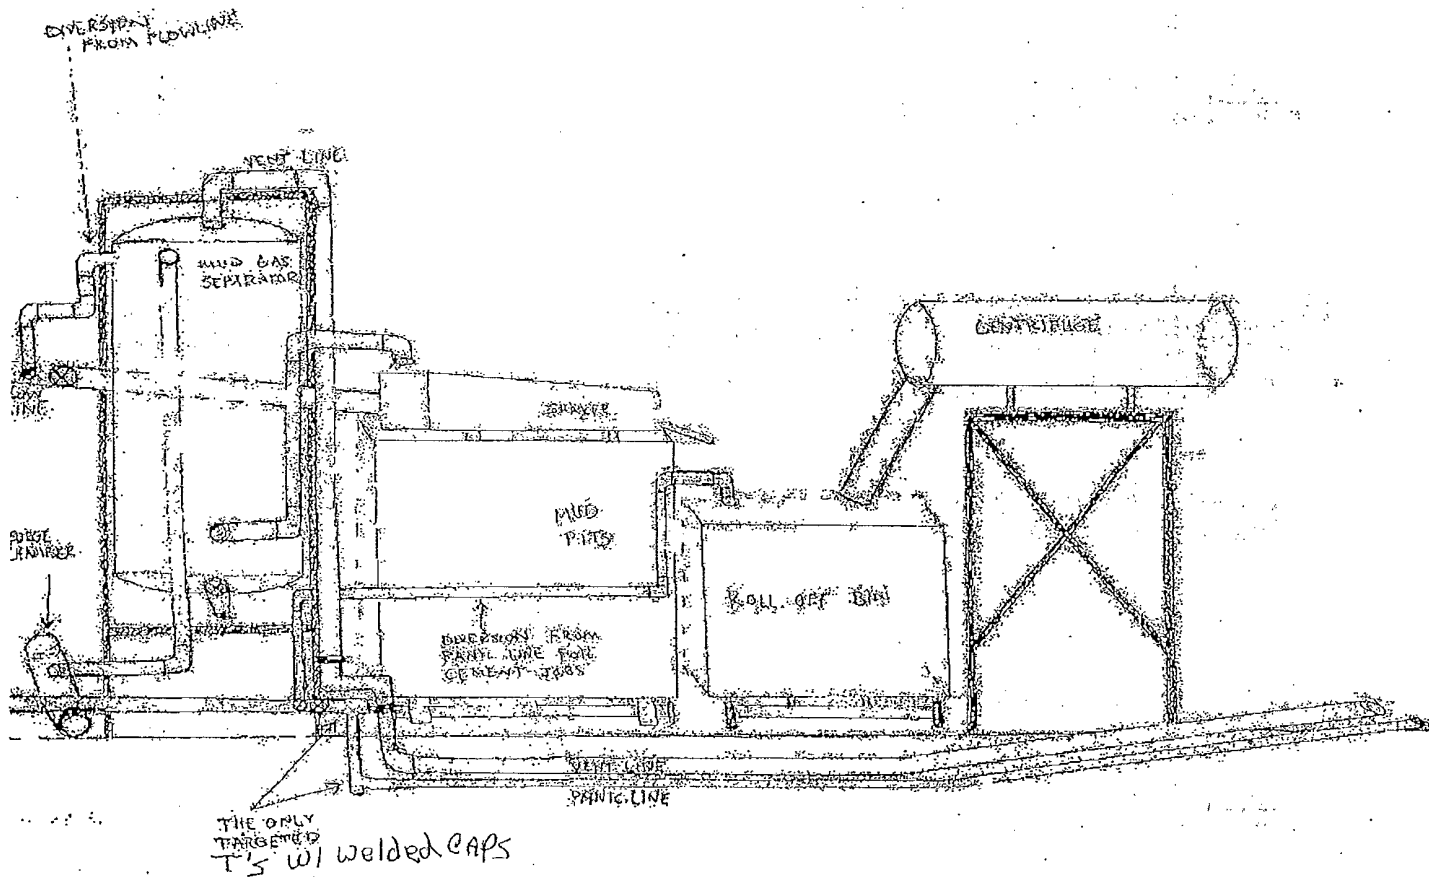 DIVERSION
FROM FLOWLINE
VENT LINE
MUD GAS
SEPARATOR
CENTRIFUGE
LINE
SHAKER
MUD
PITS
ROLL OFF BIN
DIVERSION FROM
PANIC LINE FOR
CEMENT JOBS
VENT LINE
PANIC LINE
THE ONLY
TARGETED
T's W/ Welded CAPS